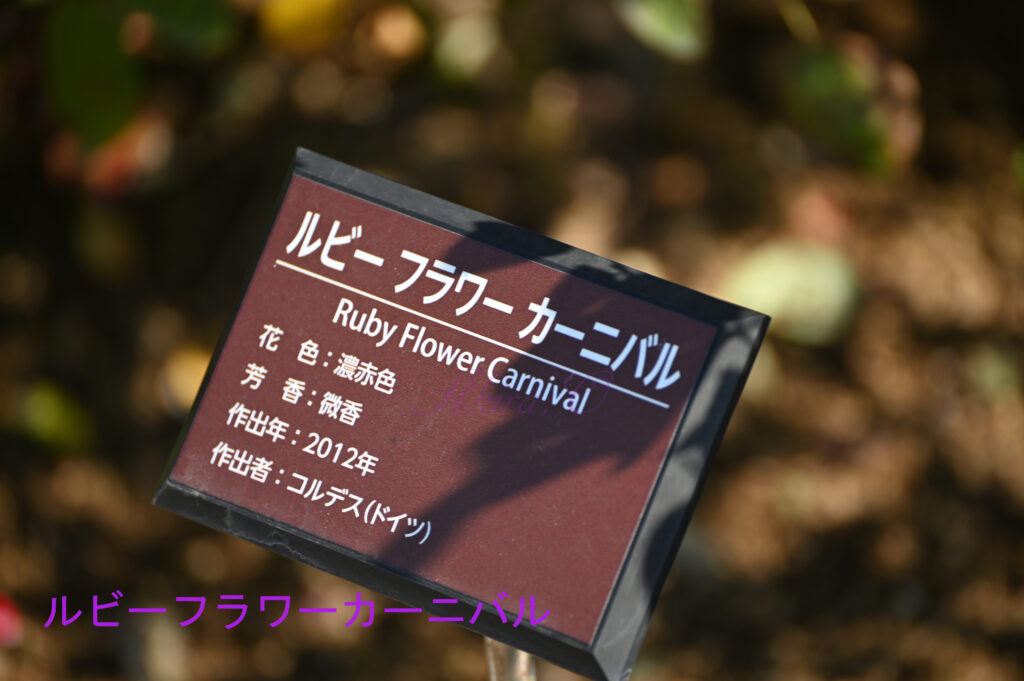 ルビー フラワー カーニバル
Ruby Flower Carnival
花 色：濃赤色
芳 香：微香
作出年：2012年
作出者：コルデス(ドイツ)
ルビーフラワーカーニバル